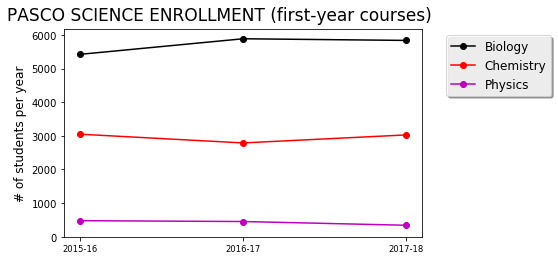 PASCO SCIENCE ENROLLMENT (first-year courses)
# of students per year
6000
5000
4000
3000
2000
1000
0
2015-16
2016-17
2017-18
Biology
Chemistry
Physics